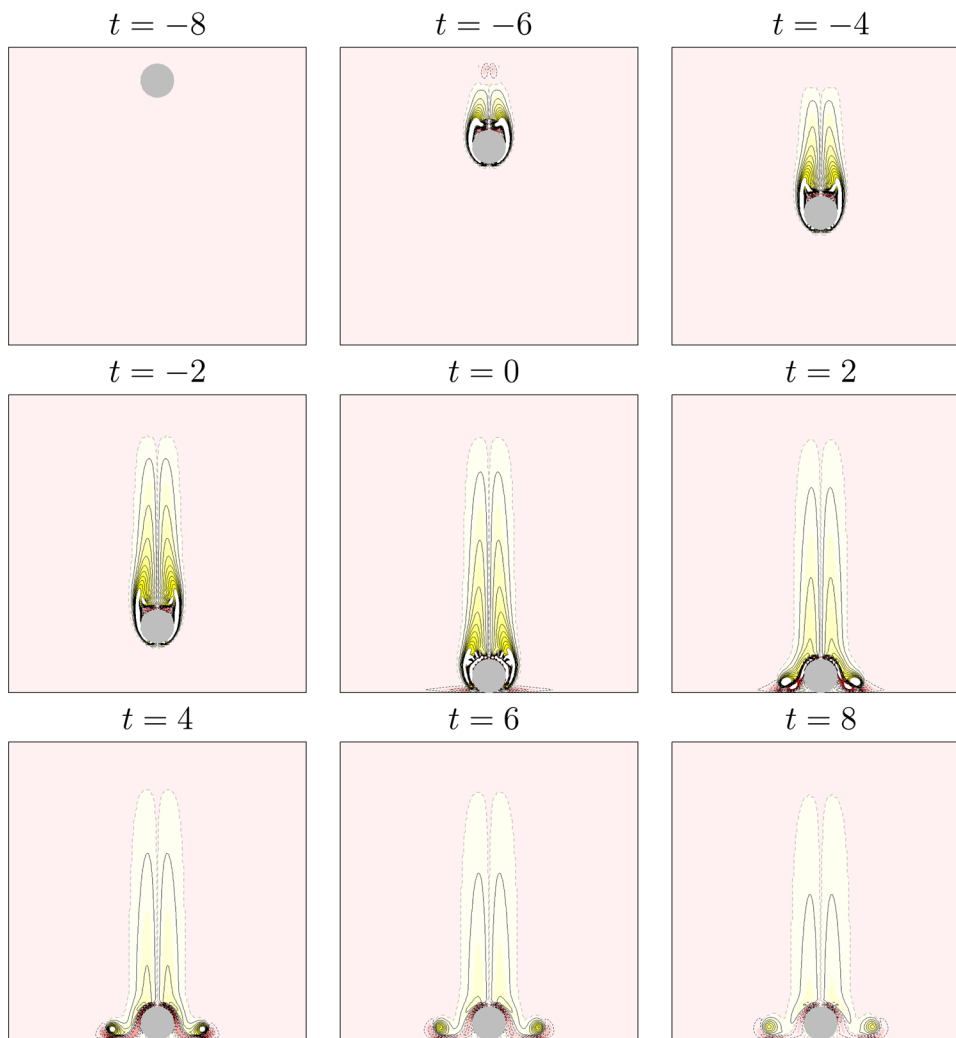 t = −8
t = −6
t = −4
t = −2
t = 0
t = 2
t = 4
t = 6
t = 8